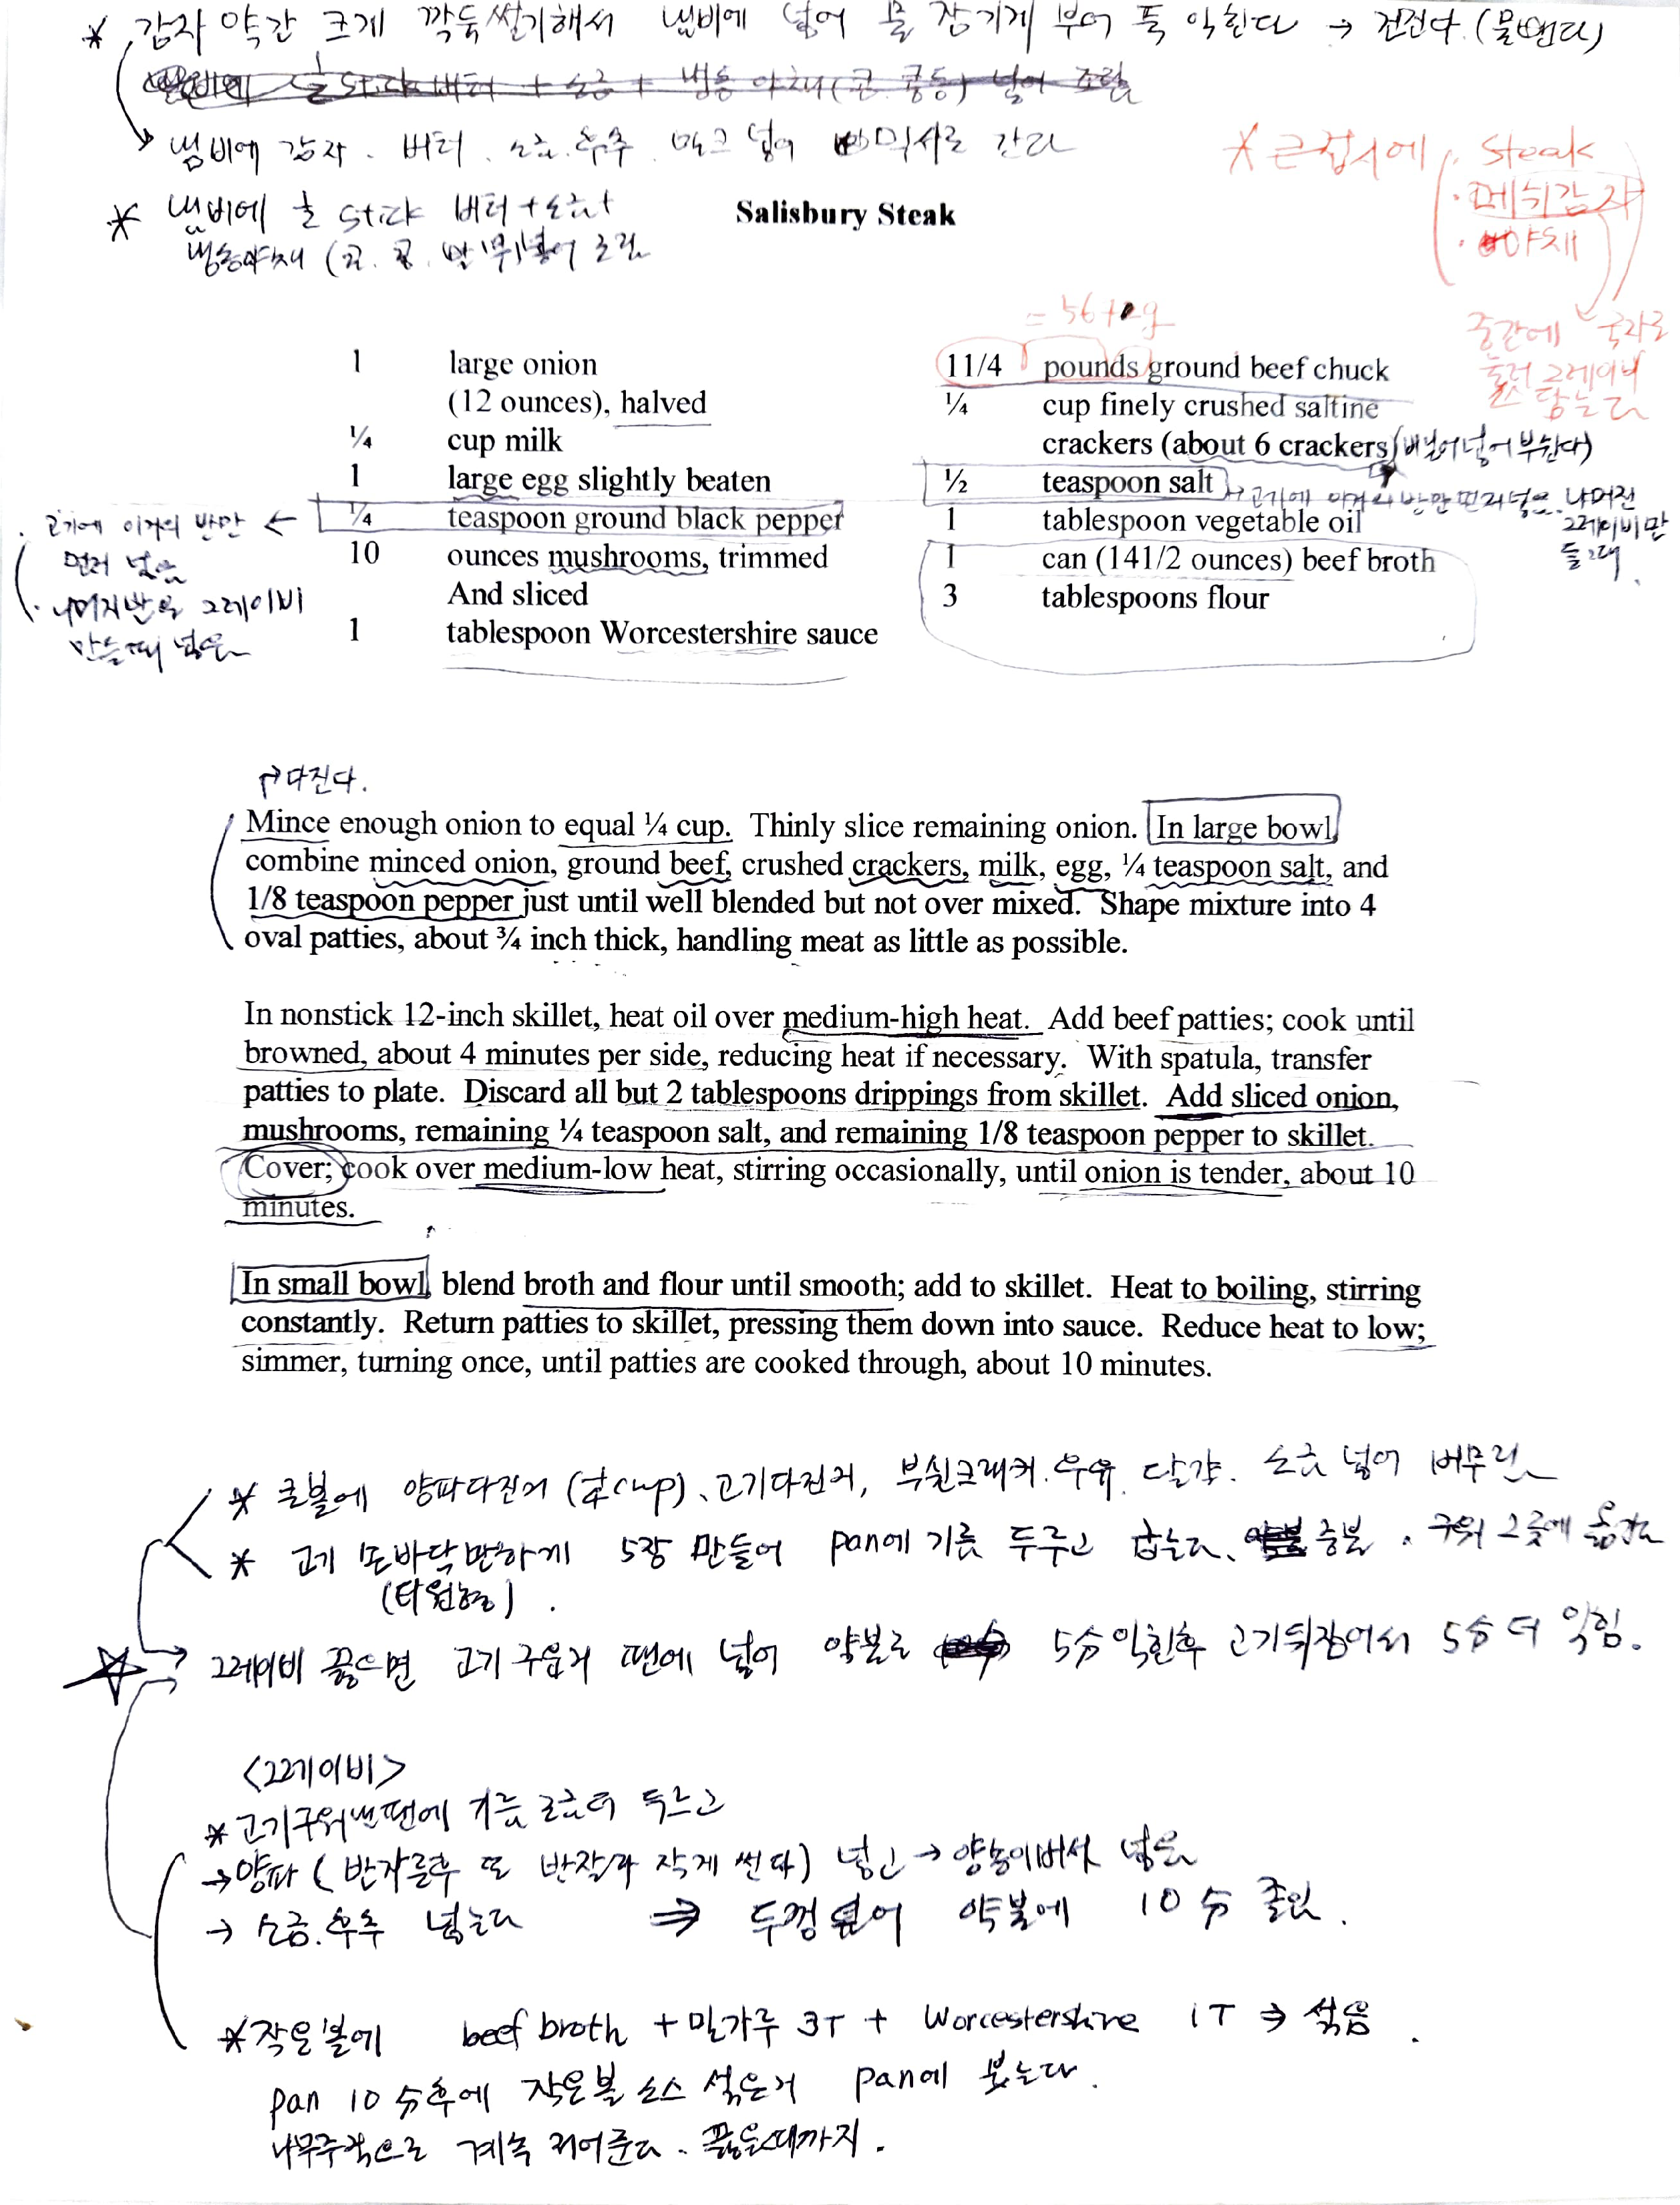 * 감자 약간 크게 깍둑썰기해서 냄비에 넣어 물 잠기게 부어 푹 익힌다 → 건진다. (물뺀다)
stick 버터 + 소금 + 냉동야채 (콘. 콩등) 넣어 조림
냄비에 감자. 버터. 소금. 후추. 넣어 믹서로 간다
* 냄비에 stick 버터+소금+
냉동야채 (콘. 콩. 넣어 조림
* 큰접시에
· Steak
· 메쉬감자
· 야채
중간에 국자로
눌러 그레이비
소스 담는다
Salisbury Steak
1 large onion
(12 ounces), halved
¼ cup milk
1 large egg slightly beaten
¼ teaspoon ground black pepper
10 ounces mushrooms, trimmed
And sliced
1 tablespoon Worcestershire sauce
· 고기에 이거의 반만 ←
먼저 넣음
· 나머지반은 그레이비
만들때 넣음
11/4 pounds ground beef chuck
¼ cup finely crushed saltine
crackers (about 6 crackers) (비닐에 넣어 부순다)
½ teaspoon salt → 고기에 이거의 반만 먼저 넣음.
그레이비 만
들때.
1 tablespoon vegetable oil
1 can (141/2 ounces) beef broth
3 tablespoons flour
다진다.
Mince enough onion to equal ¼ cup. Thinly slice remaining onion. In large bowl,
combine minced onion, ground beef, crushed crackers, milk, egg, ¼ teaspoon salt, and
1/8 teaspoon pepper just until well blended but not over mixed. Shape mixture into 4
oval patties, about ¾ inch thick, handling meat as little as possible.
In nonstick 12-inch skillet, heat oil over medium-high heat. Add beef patties; cook until
browned, about 4 minutes per side, reducing heat if necessary. With spatula, transfer
patties to plate. Discard all but 2 tablespoons drippings from skillet. Add sliced onion,
mushrooms, remaining ¼ teaspoon salt, and remaining 1/8 teaspoon pepper to skillet.
Cover; cook over medium-low heat, stirring occasionally, until onion is tender, about 10
minutes.
In small bowl, blend broth and flour until smooth; add to skillet. Heat to boiling, stirring
constantly. Return patties to skillet, pressing them down into sauce. Reduce heat to low;
simmer, turning once, until patties are cooked through, about 10 minutes.
* 큰볼에 양파다진거 (¼ cup)、고기다진거, 부순크래커. 우유. 달걀. 소금 넣어 버무린
* 고기 손바닥만하게 5장 만들어 pan에 기름 두루고 굽는다、중불. 구워 그릇에 옮김
(타원형).
☆ 그레이비 끓으면 고기 구운거 팬에 넣어 약불로 5分 익힌후 고기뒤집어서 5分 더 익힘.
<그레이비>
* 고기구워낸팬에 기름 조금더 두르고
→ 양파 (반자른후 또 반잘라 작게 썬다) 넣고 → 양송이버섯 넣음
→ 소금.후추 넣는다 ⇒ 두껑 덮어 약불에 10分 졸임.
* 작은볼에 beef broth + 밀가루 3T + Worcestershire 1T → 섞음.
pan 10分후에 작은볼 소스 섞은거 pan에 붓는다.
나무주걱으로 계속 저어준다. 끓을때까지.